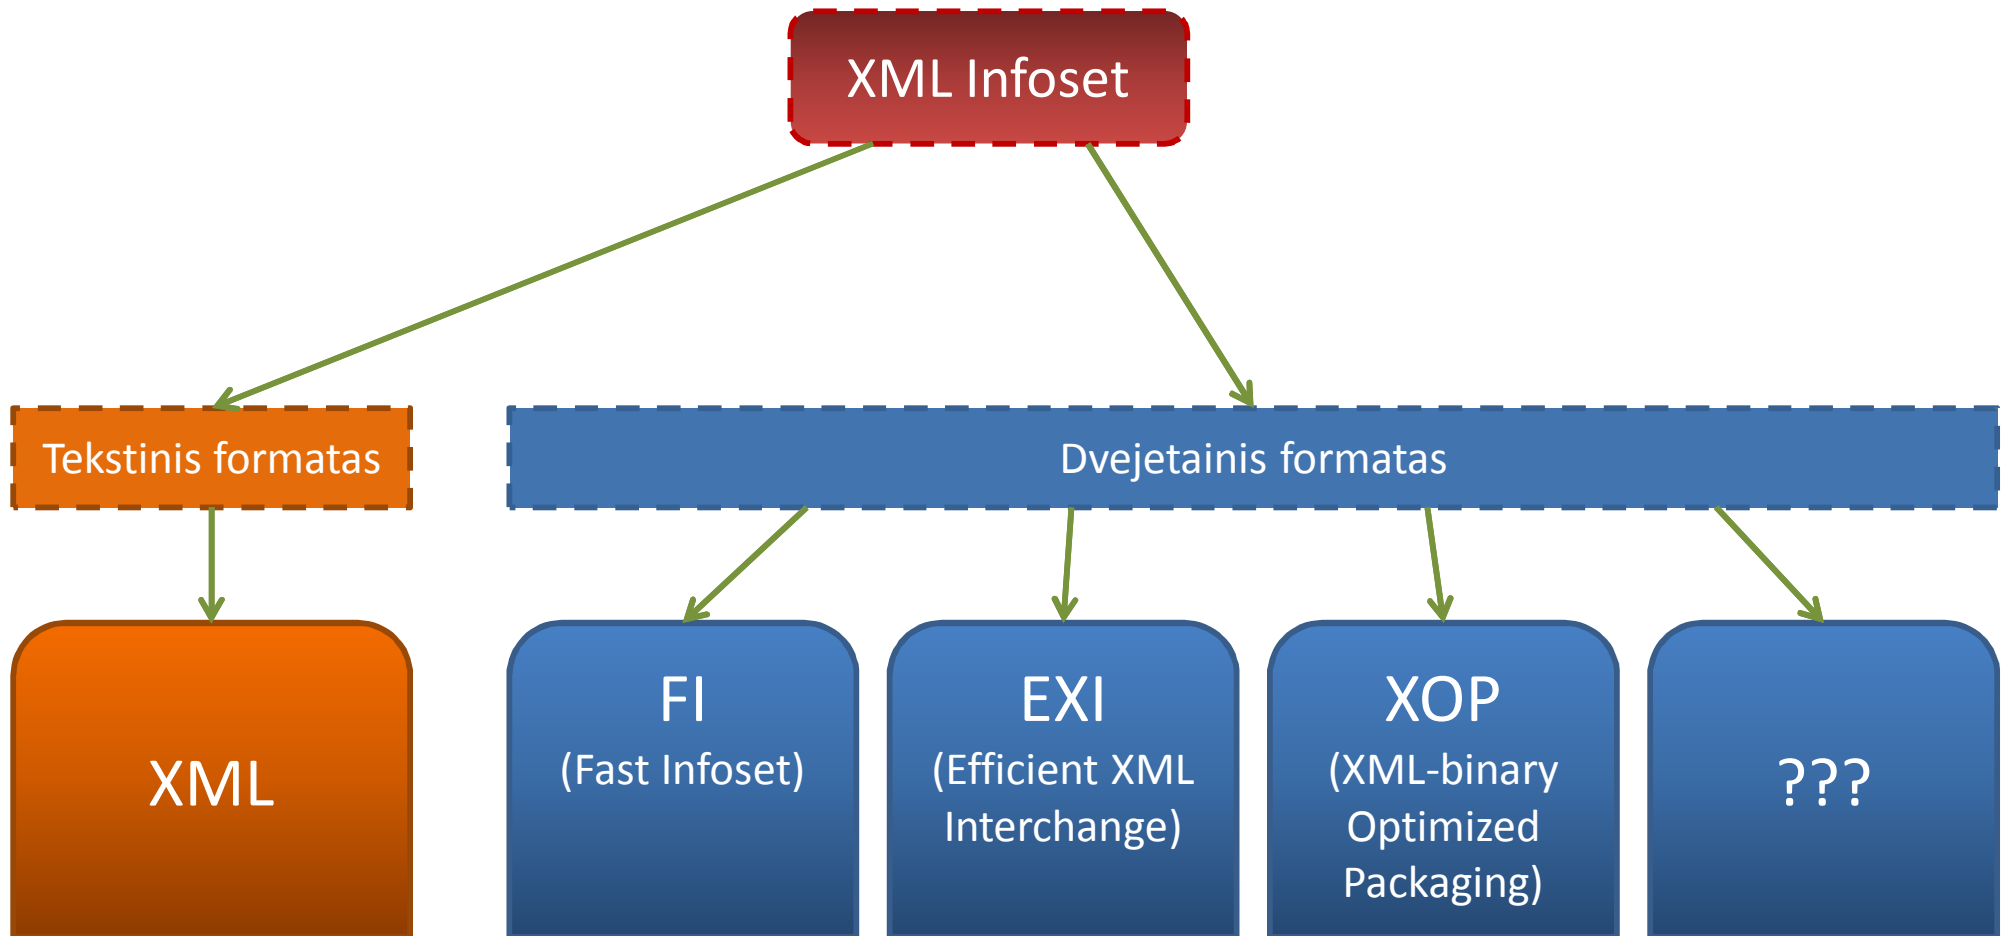 XML Infoset
Tekstinis formatas
Dvejetainis formatas
XML
FI
(Fast Infoset)
EXI
(Efficient XML
Interchange)
XOP
(XML-binary
Optimized
Packaging)
???